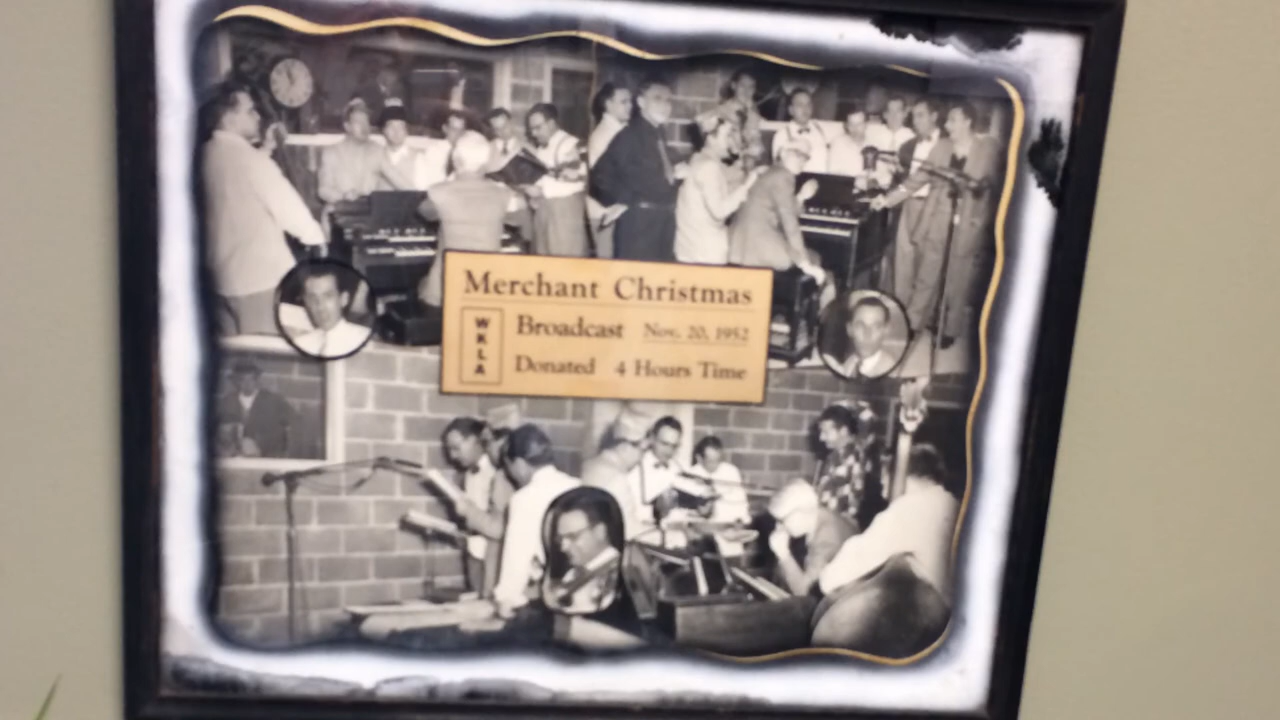 Merchant Christmas
WKLA
Broadcast Nov. 20, 1952
Donated 4 Hours Time